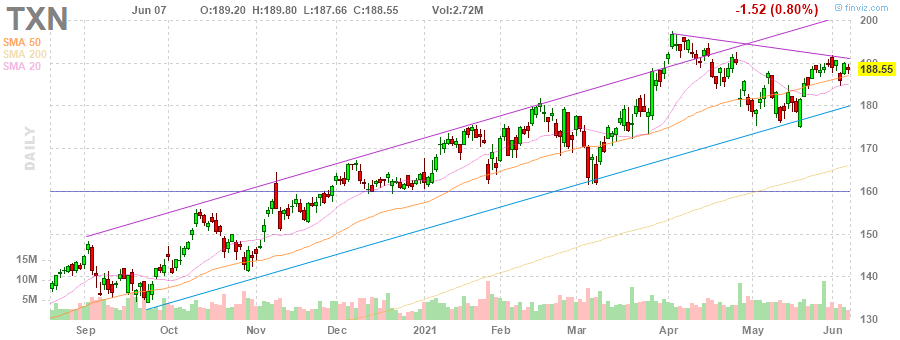 © finviz.com
TXN Jun 07 O:189.20 H:189.80 L:187.66 C:188.55 Vol:2.72M -1.52 (0.80%)
SMA 50
SMA 200
SMA 20
DAILY
200
190
188.55
180
170
160
150
140
130
15M
10M
5M
Sep Oct Nov Dec 2021 Feb Mar Apr May Jun